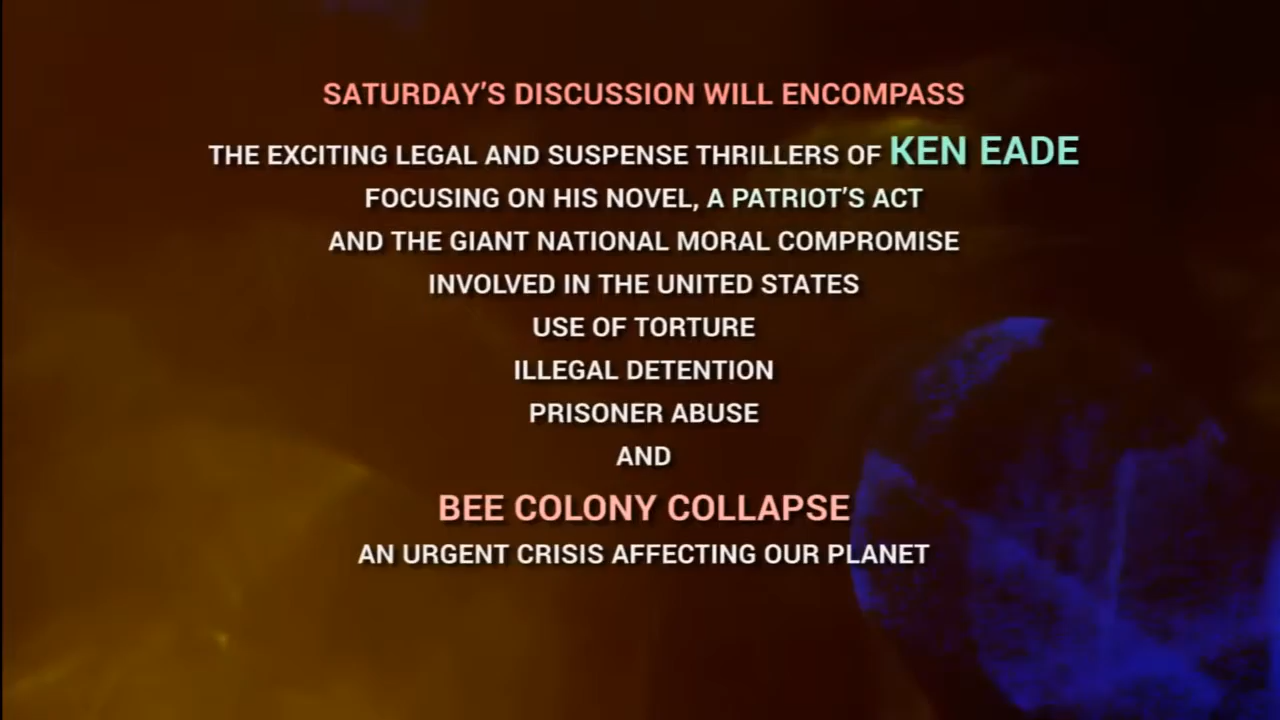 SATURDAY'S DISCUSSION WILL ENCOMPASS
THE EXCITING LEGAL AND SUSPENSE THRILLERS OF KEN EADE
FOCUSING ON HIS NOVEL, A PATRIOT'S ACT
AND THE GIANT NATIONAL MORAL COMPROMISE
INVOLVED IN THE UNITED STATES
USE OF TORTURE
ILLEGAL DETENTION
PRISONER ABUSE
AND
BEE COLONY COLLAPSE
AN URGENT CRISIS AFFECTING OUR PLANET